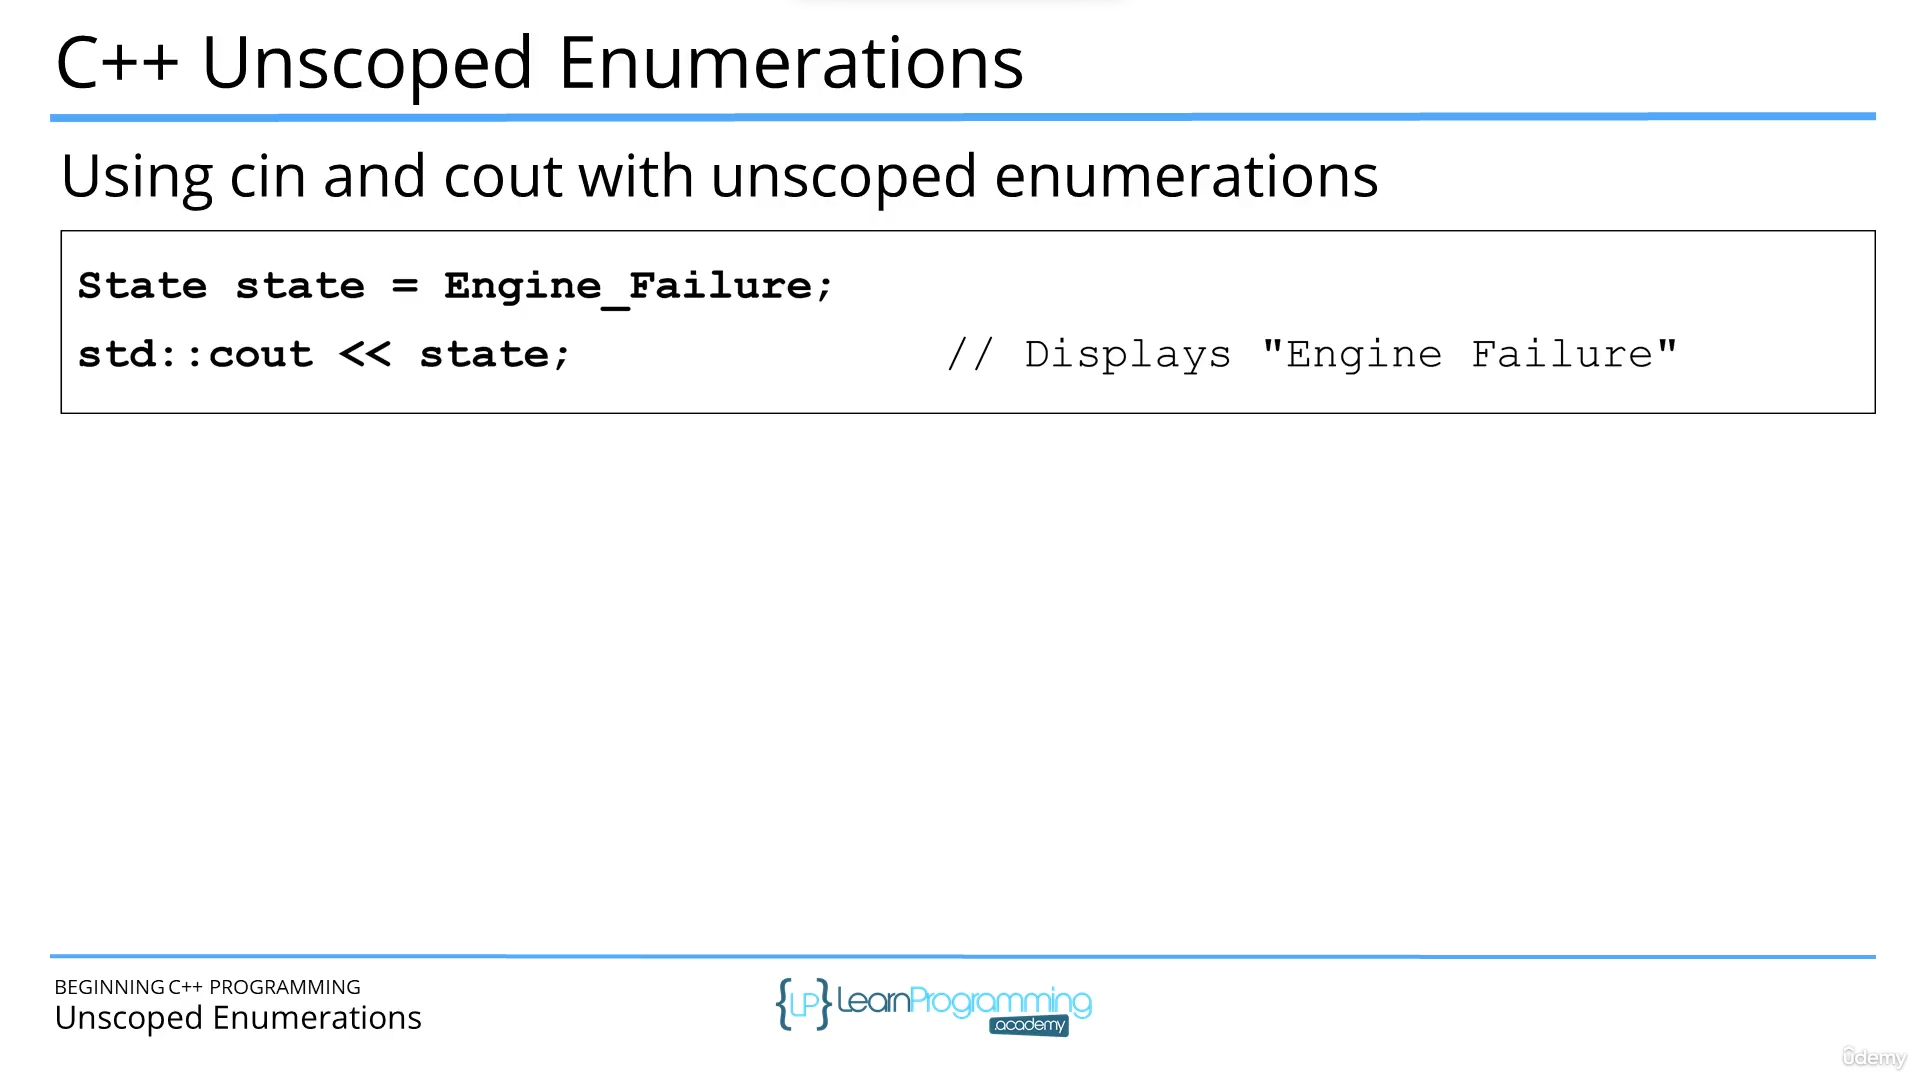 C++ Unscoped Enumerations
Using cin and cout with unscoped enumerations
State state = Engine_Failure;
std::cout << state; // Displays "Engine Failure"
BEGINNING C++ PROGRAMMING
Unscoped Enumerations
{LP} LearnProgramming
.academy
ûdemy